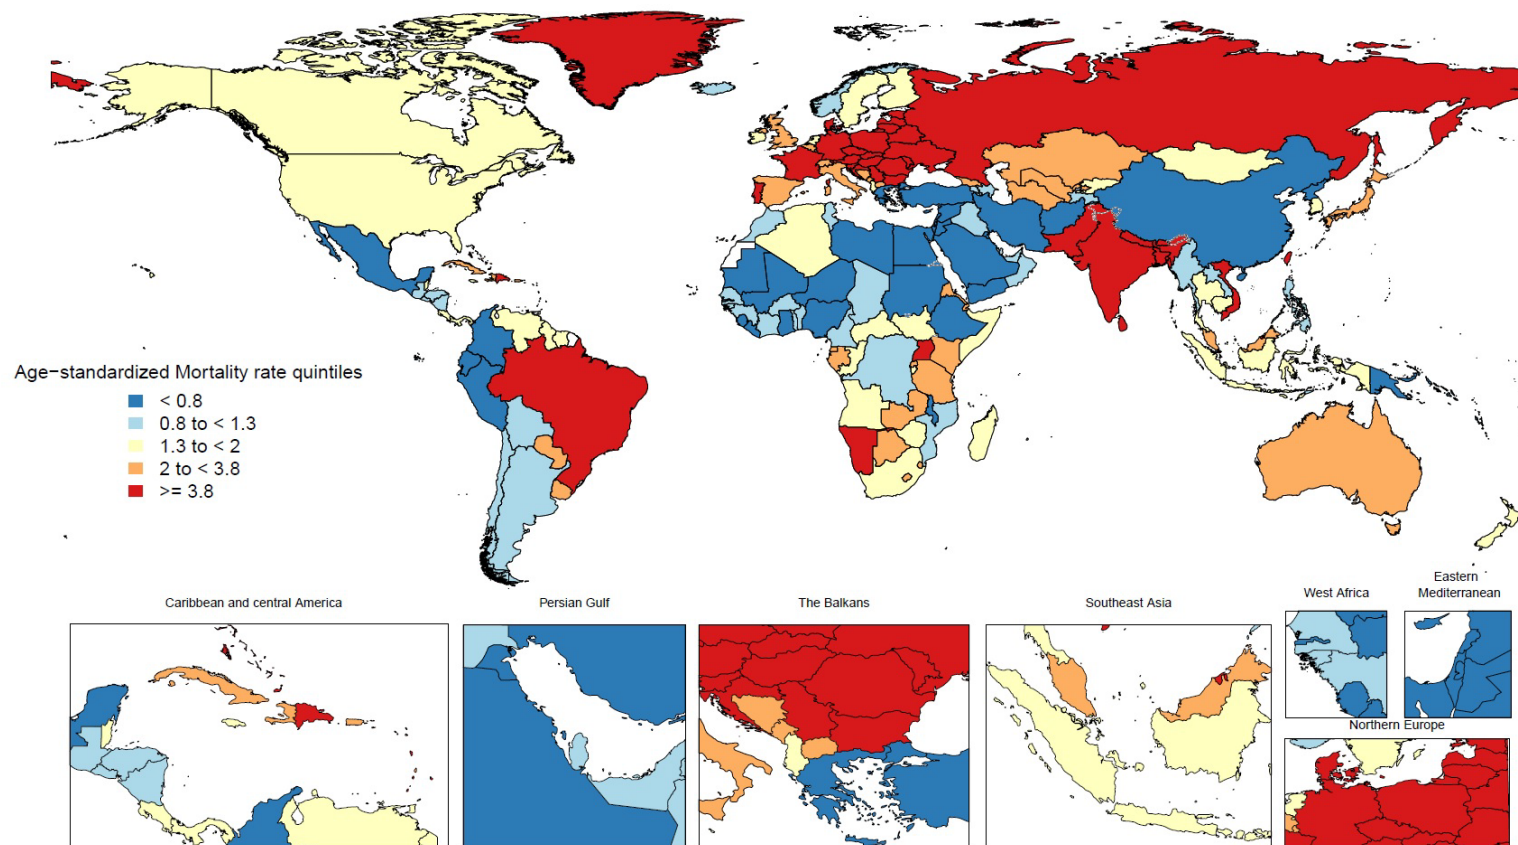 Age−standardized Mortality rate quintiles
< 0.8
0.8 to < 1.3
1.3 to < 2
2 to < 3.8
>= 3.8
Caribbean and central America
Persian Gulf
The Balkans
Southeast Asia
West Africa
Eastern
Mediterranean
Northern Europe